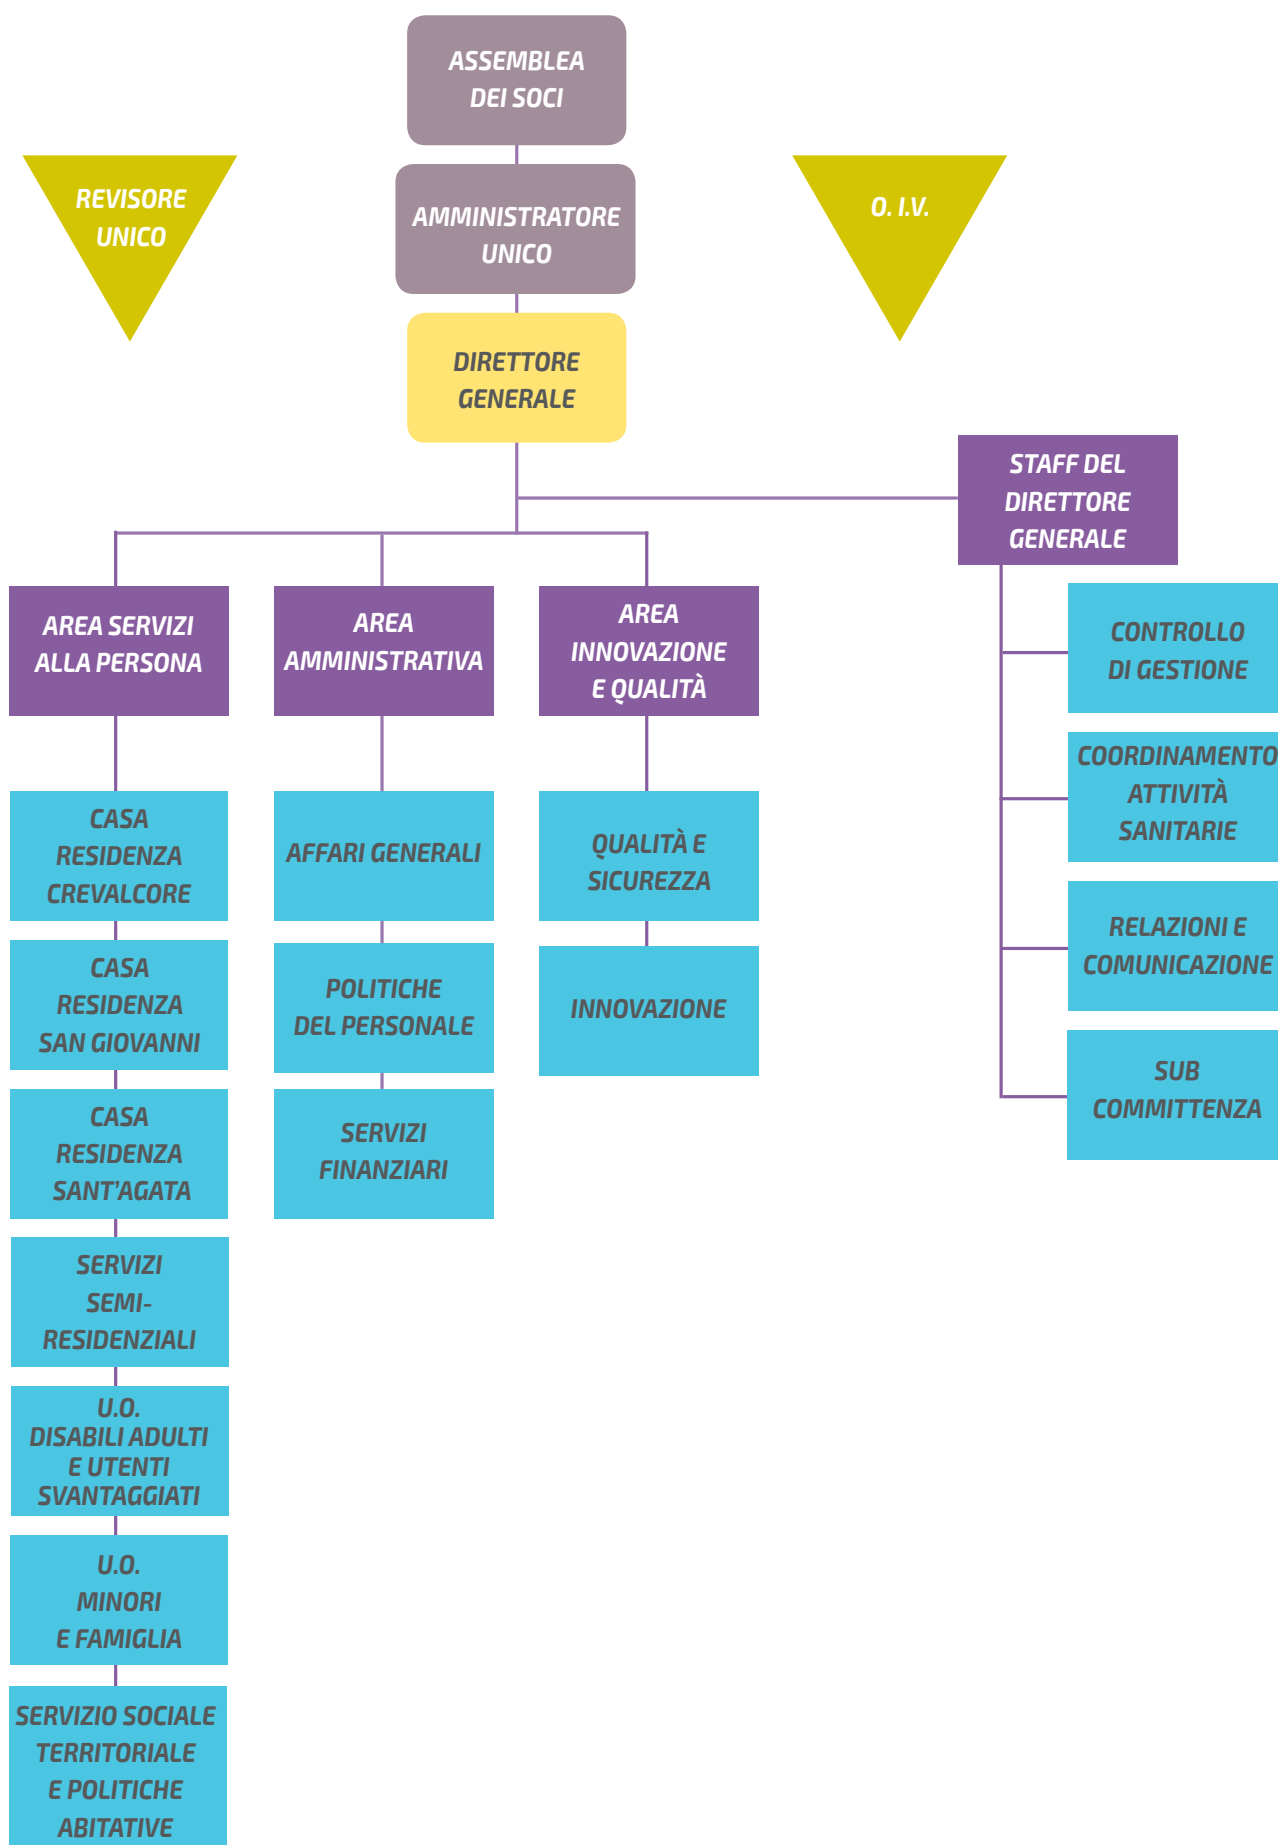 ASSEMBLEA
DEI SOCI
REVISORE
UNICO
AMMINISTRATORE
UNICO
O. I.V.
DIRETTORE
GENERALE
STAFF DEL
DIRETTORE
GENERALE
AREA SERVIZI
ALLA PERSONA
AREA
AMMINISTRATIVA
AREA
INNOVAZIONE
E QUALITÀ
CONTROLLO
DI GESTIONE
COORDINAMENTO
ATTIVITÀ
SANITARIE
RELAZIONI E
COMUNICAZIONE
SUB
COMMITTENZA
CASA
RESIDENZA
CREVALCORE
CASA
RESIDENZA
SAN GIOVANNI
CASA
RESIDENZA
SANT'AGATA
SERVIZI
SEMI-
RESIDENZIALI
U.O.
DISABILI ADULTI
E UTENTI
SVANTAGGIATI
U.O.
MINORI
E FAMIGLIA
SERVIZIO SOCIALE
TERRITORIALE
E POLITICHE
ABITATIVE
AFFARI GENERALI
POLITICHE
DEL PERSONALE
SERVIZI
FINANZIARI
QUALITÀ E
SICUREZZA
INNOVAZIONE